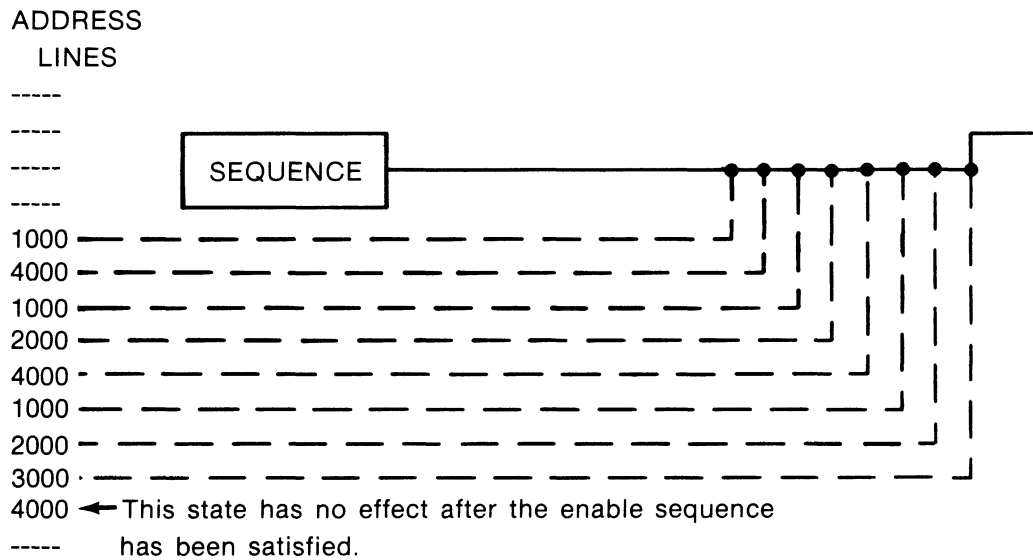 ADDRESS
LINES
-----
-----
-----
SEQUENCE
-----
1000
4000
1000
2000
4000
1000
2000
3000
4000 ← This state has no effect after the enable sequence
----- has been satisfied.